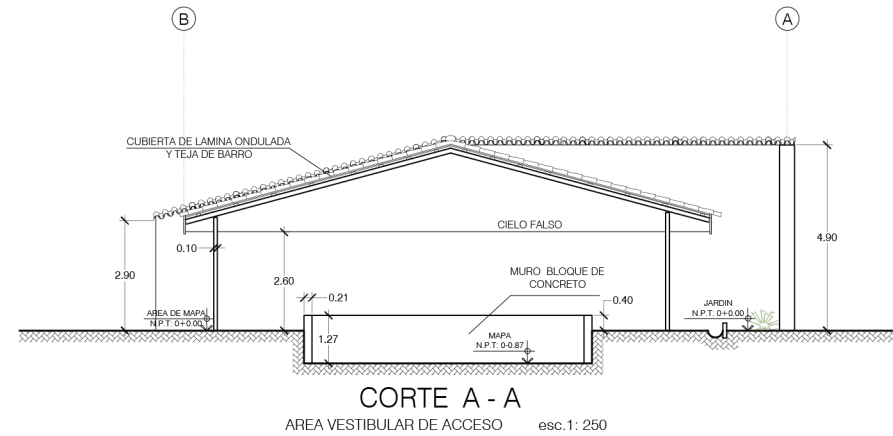 B
A
CUBIERTA DE LAMINA ONDULADA
Y TEJA DE BARRO
CIELO FALSO
0.10
2.90
2.60
4.90
MURO BLOQUE DE
CONCRETO
0.21
0.40
AREA DE MAPA
N.P.T: 0+0.00
JARDIN
N.P.T: 0+0.00
1.27
MAPA
N.P.T: 0-0.87
CORTE A - A
AREA VESTIBULAR DE ACCESO esc.1: 250